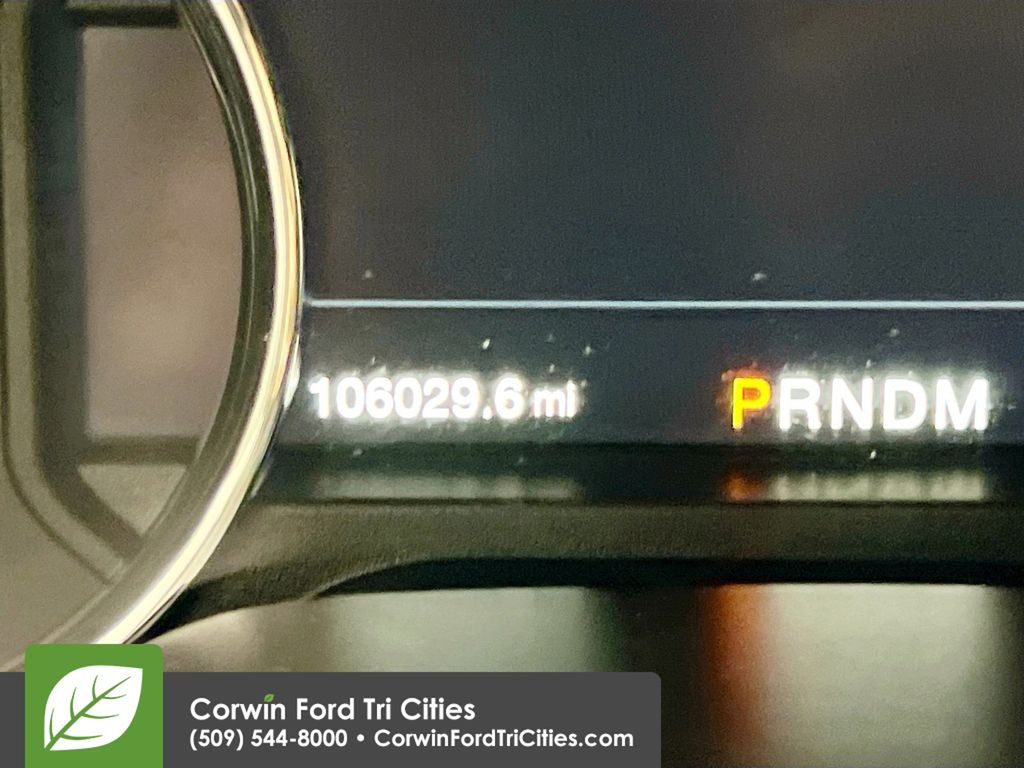 106029.6 mi PRNDM
Corwin Ford Tri Cities
(509) 544-8000 • CorwinFordTriCities.com